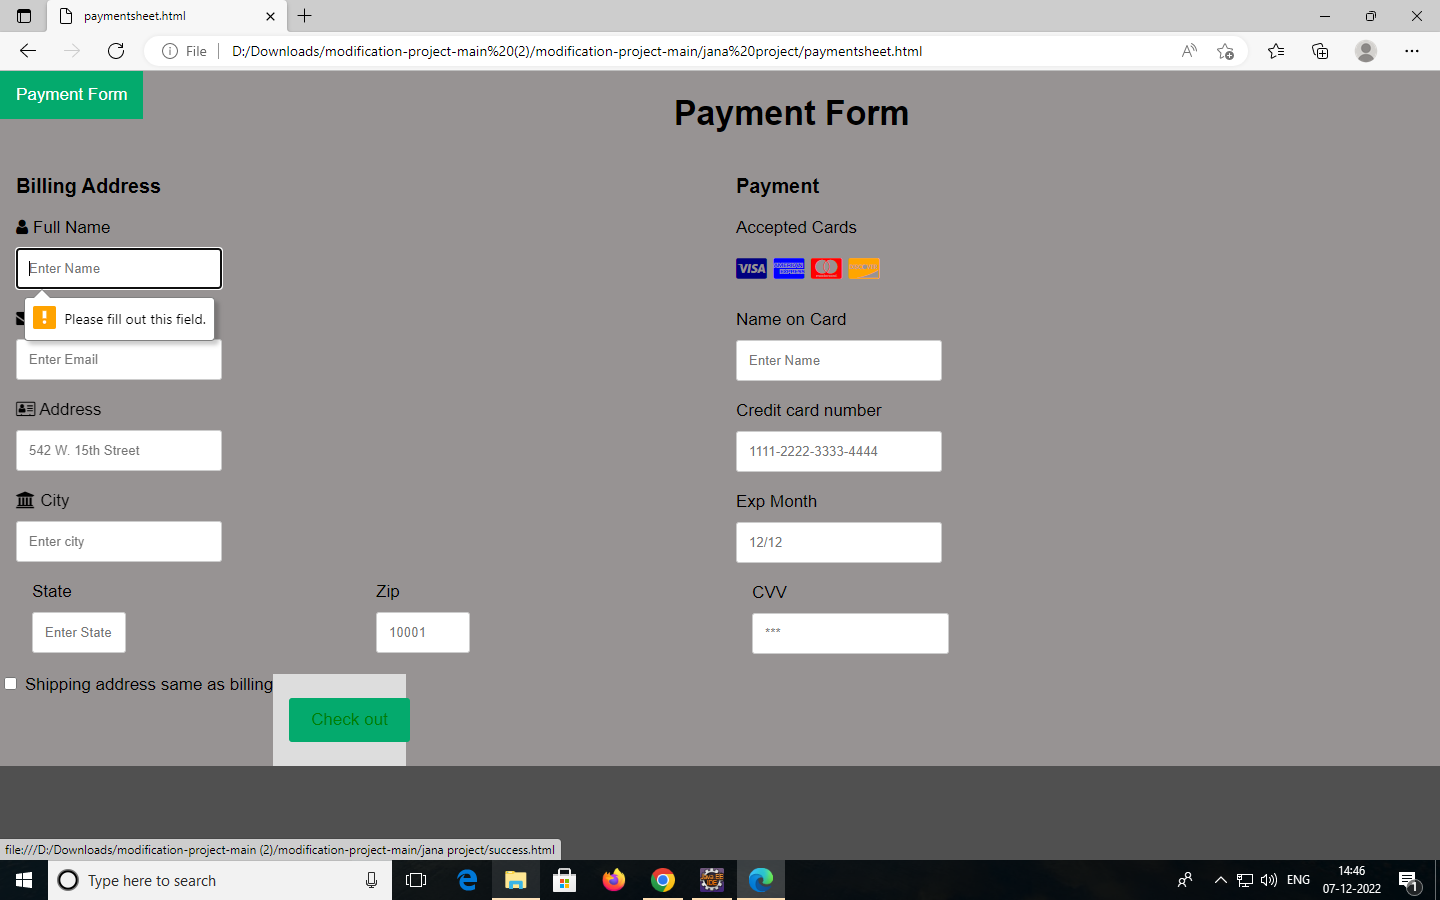 paymentsheet.html
File
D:/Downloads/modification-project-main%20(2)/modification-project-main/jana%20project/paymentsheet.html
Payment Form
Payment Form
Billing Address
Full Name
Enter Name
Please fill out this field.
Enter Email
Address
542 W. 15th Street
City
Enter city
State
Zip
Enter State
10001
Payment
Accepted Cards
VISA
Name on Card
Enter Name
Credit card number
1111-2222-3333-4444
Exp Month
12/12
CVV
***
Shipping address same as billing
Check out
file:///D:/Downloads/modification-project-main (2)/modification-project-main/jana project/success.html
Type here to search
ENG
14:46
07-12-2022
1